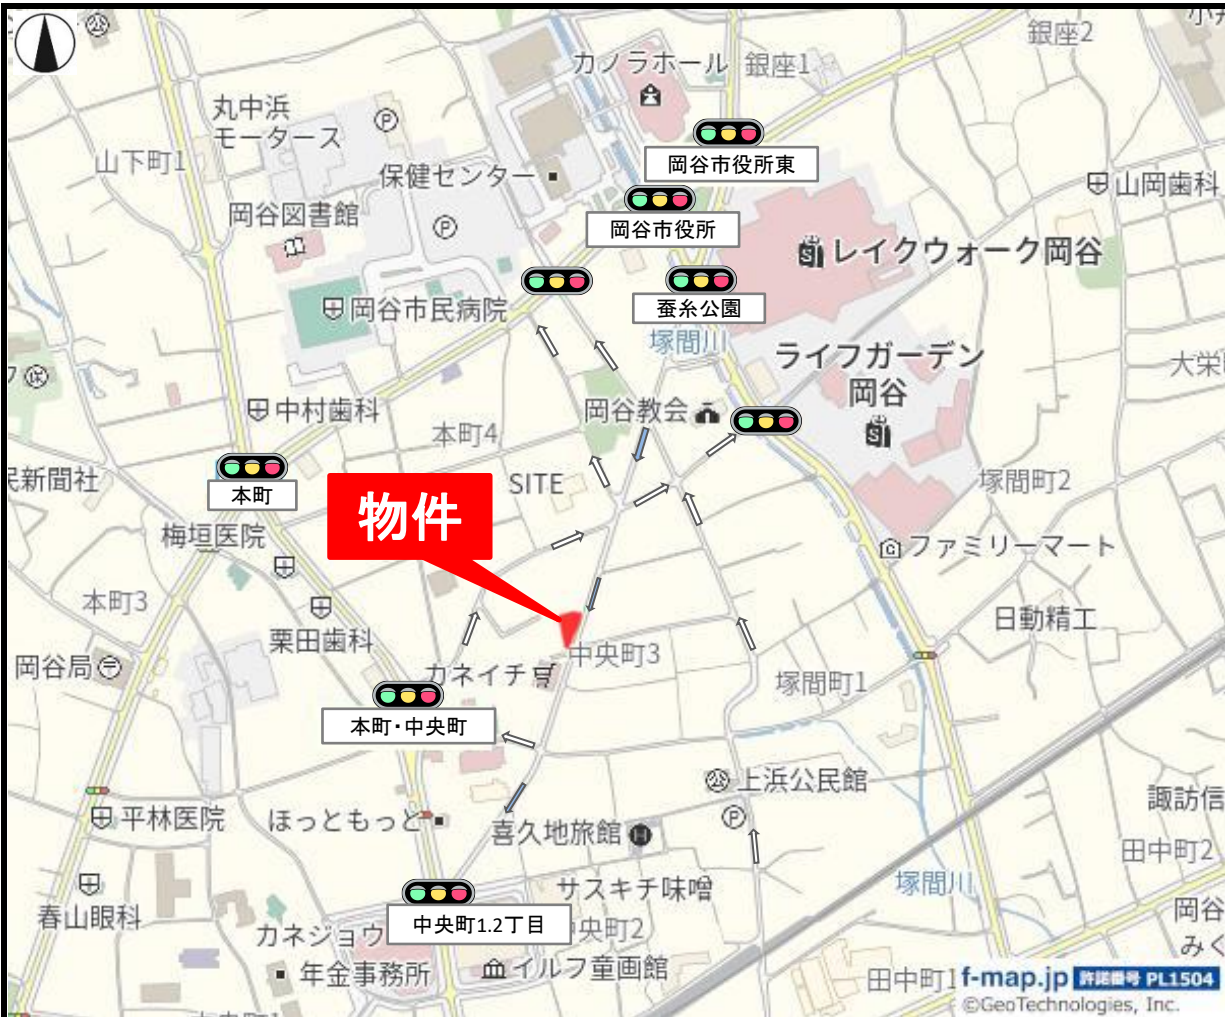 銀座2
カノラホール
銀座1
丸中浜
モータース
山下町1
岡谷市役所東
保健センター
山岡歯科
岡谷図書館
岡谷市役所
レイクウォーク岡谷
岡谷市民病院
蚕糸公園
塚間川
ライフガーデン
岡谷
中村歯科
岡谷教会
本町4
本町
SITE
塚間町2
物件
梅垣医院
ファミリーマート
本町3
栗田歯科
日動精工
岡谷局
カネイチ
中央町3
塚間町1
本町・中央町
上浜公民館
平林医院
ほっともっと
喜久地旅館
諏訪信
田中町2
塚間川
春山眼科
サスキチ味噌
カネジョウ
中央町1.2丁目
中央町2
岡谷
みく
年金事務所
イルフ童画館
田中町1
f-map.jp 許諾番号 PL1504
©GeoTechnologies, Inc.